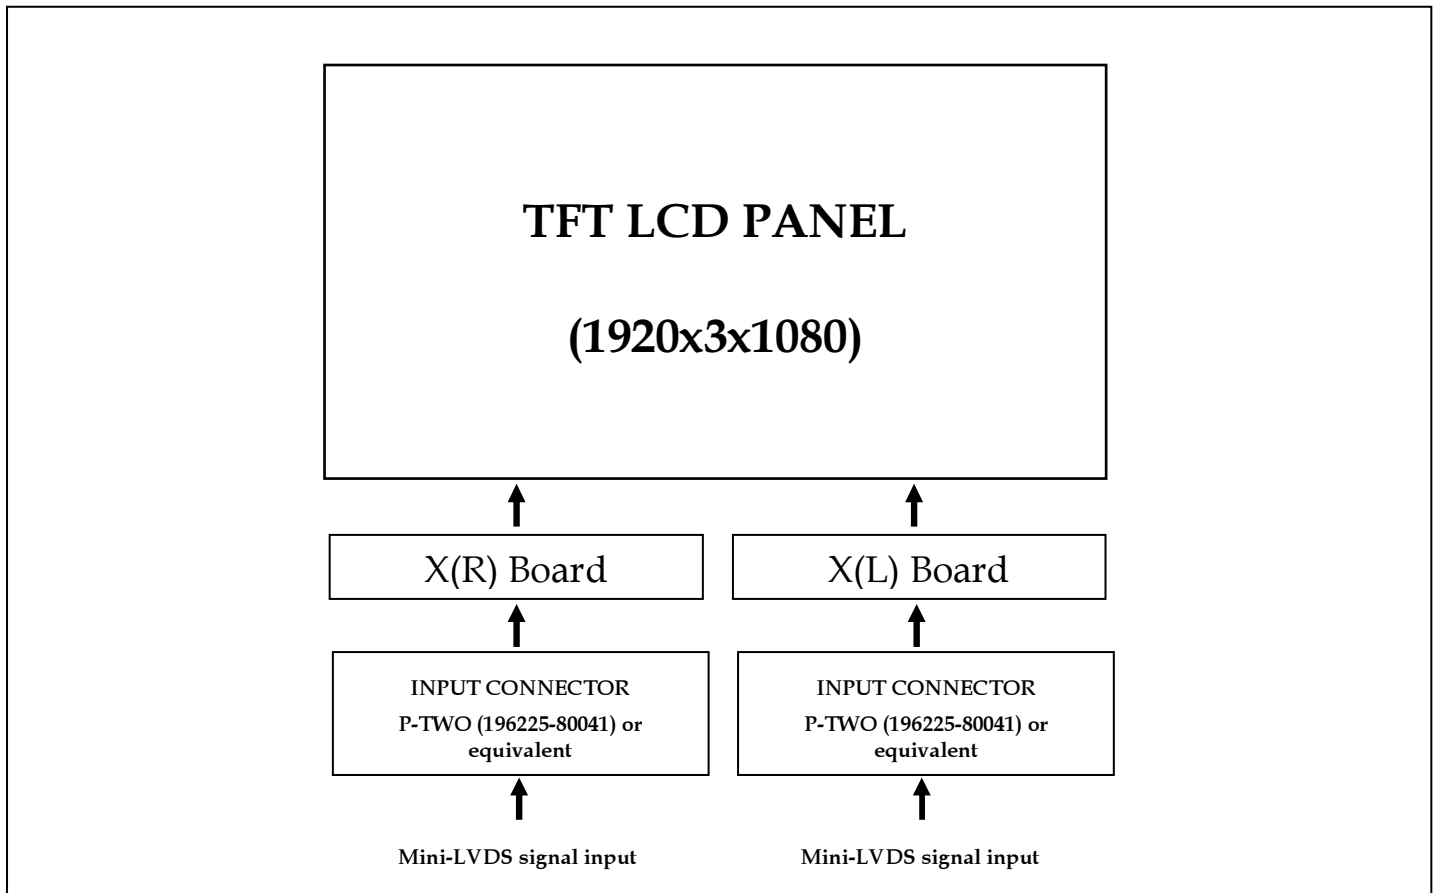 TFT LCD PANEL
(1920x3x1080)
X(R) Board
X(L) Board
INPUT CONNECTOR
P-TWO (196225-80041) or
equivalent
INPUT CONNECTOR
P-TWO (196225-80041) or
equivalent
Mini-LVDS signal input
Mini-LVDS signal input